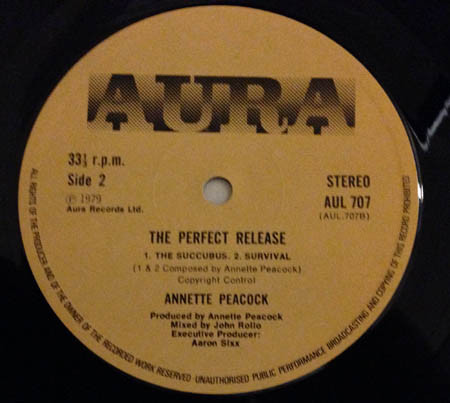 AURA
33⅓ r.p.m.
Side 2
℗ 1979
Aura Records Ltd.
STEREO
AUL 707
(AUL.707B)
THE PERFECT RELEASE
1. THE SUCCUBUS. 2. SURVIVAL
(1 & 2 Composed by Annette Peacock)
Copyright Control
ANNETTE PEACOCK
Produced by Annette Peacock
Mixed by John Rollo
Executive Producer:
Aaron Sixx
ALL RIGHTS OF THE PRODUCER AND OF THE OWNER OF THE RECORDED WORK RESERVED · UNAUTHORISED PUBLIC PERFORMANCE BROADCASTING AND COPYING OF THIS RECORD PROHIBITED